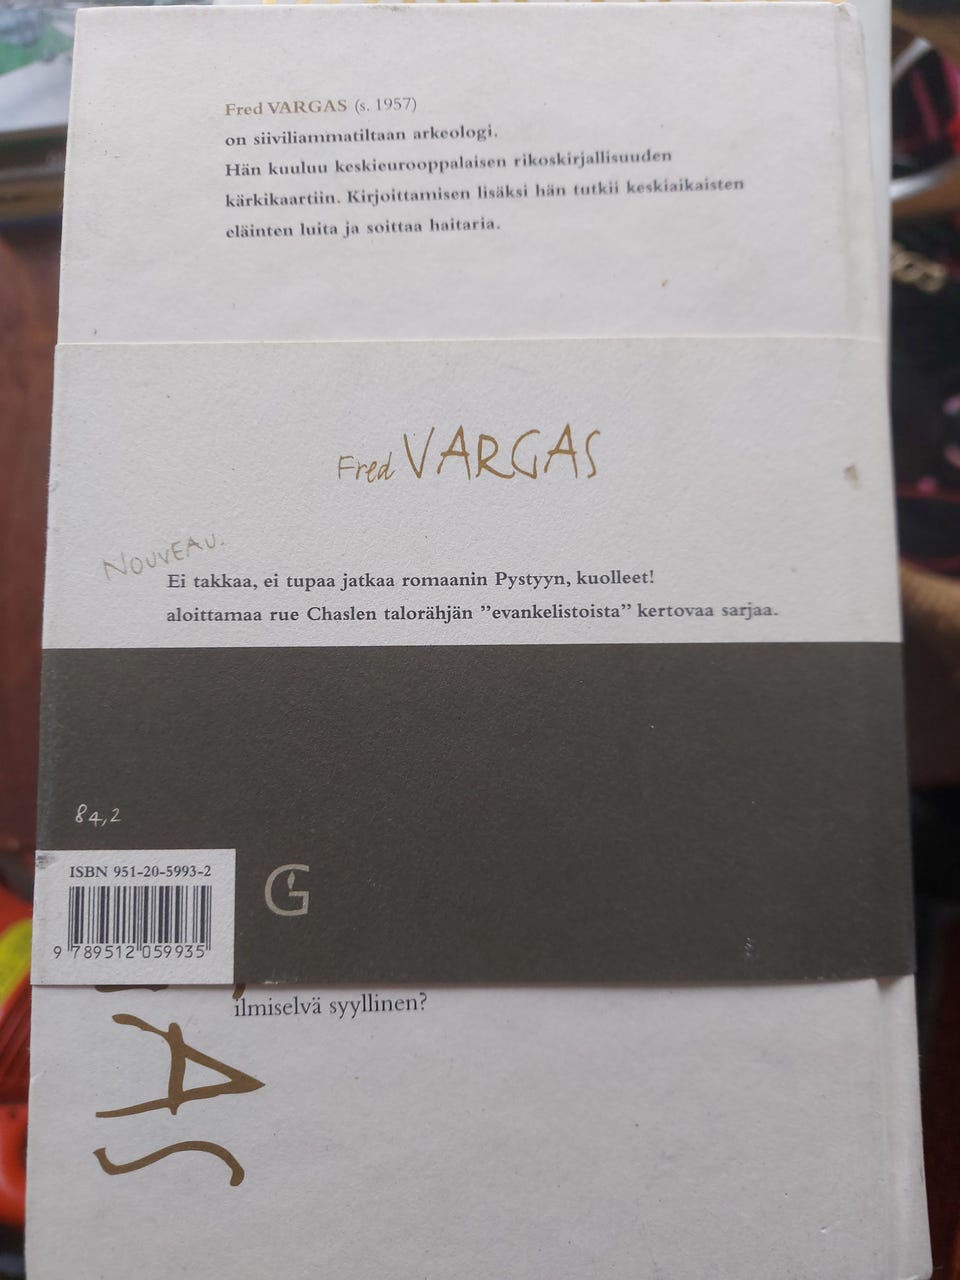 Fred VARGAS (s. 1957)
on siiviliammatiltaan arkeologi.
Hän kuuluu keskieurooppalaisen rikoskirjallisuuden
kärkikaartiin. Kirjoittamisen lisäksi hän tutkii keskiaikaisten
eläinten luita ja soittaa haitaria.
Fred VARGAS
NOUVEAU.
Ei takkaa, ei tupaa jatkaa romaanin Pystyyn, kuolleet!
aloittamaa rue Chaslen talorähjän ”evankelistoista” kertovaa sarjaa.
84,2
ISBN 951-20-5993-2
G
9 789512 059935
ilmiselvä syyllinen?
AS